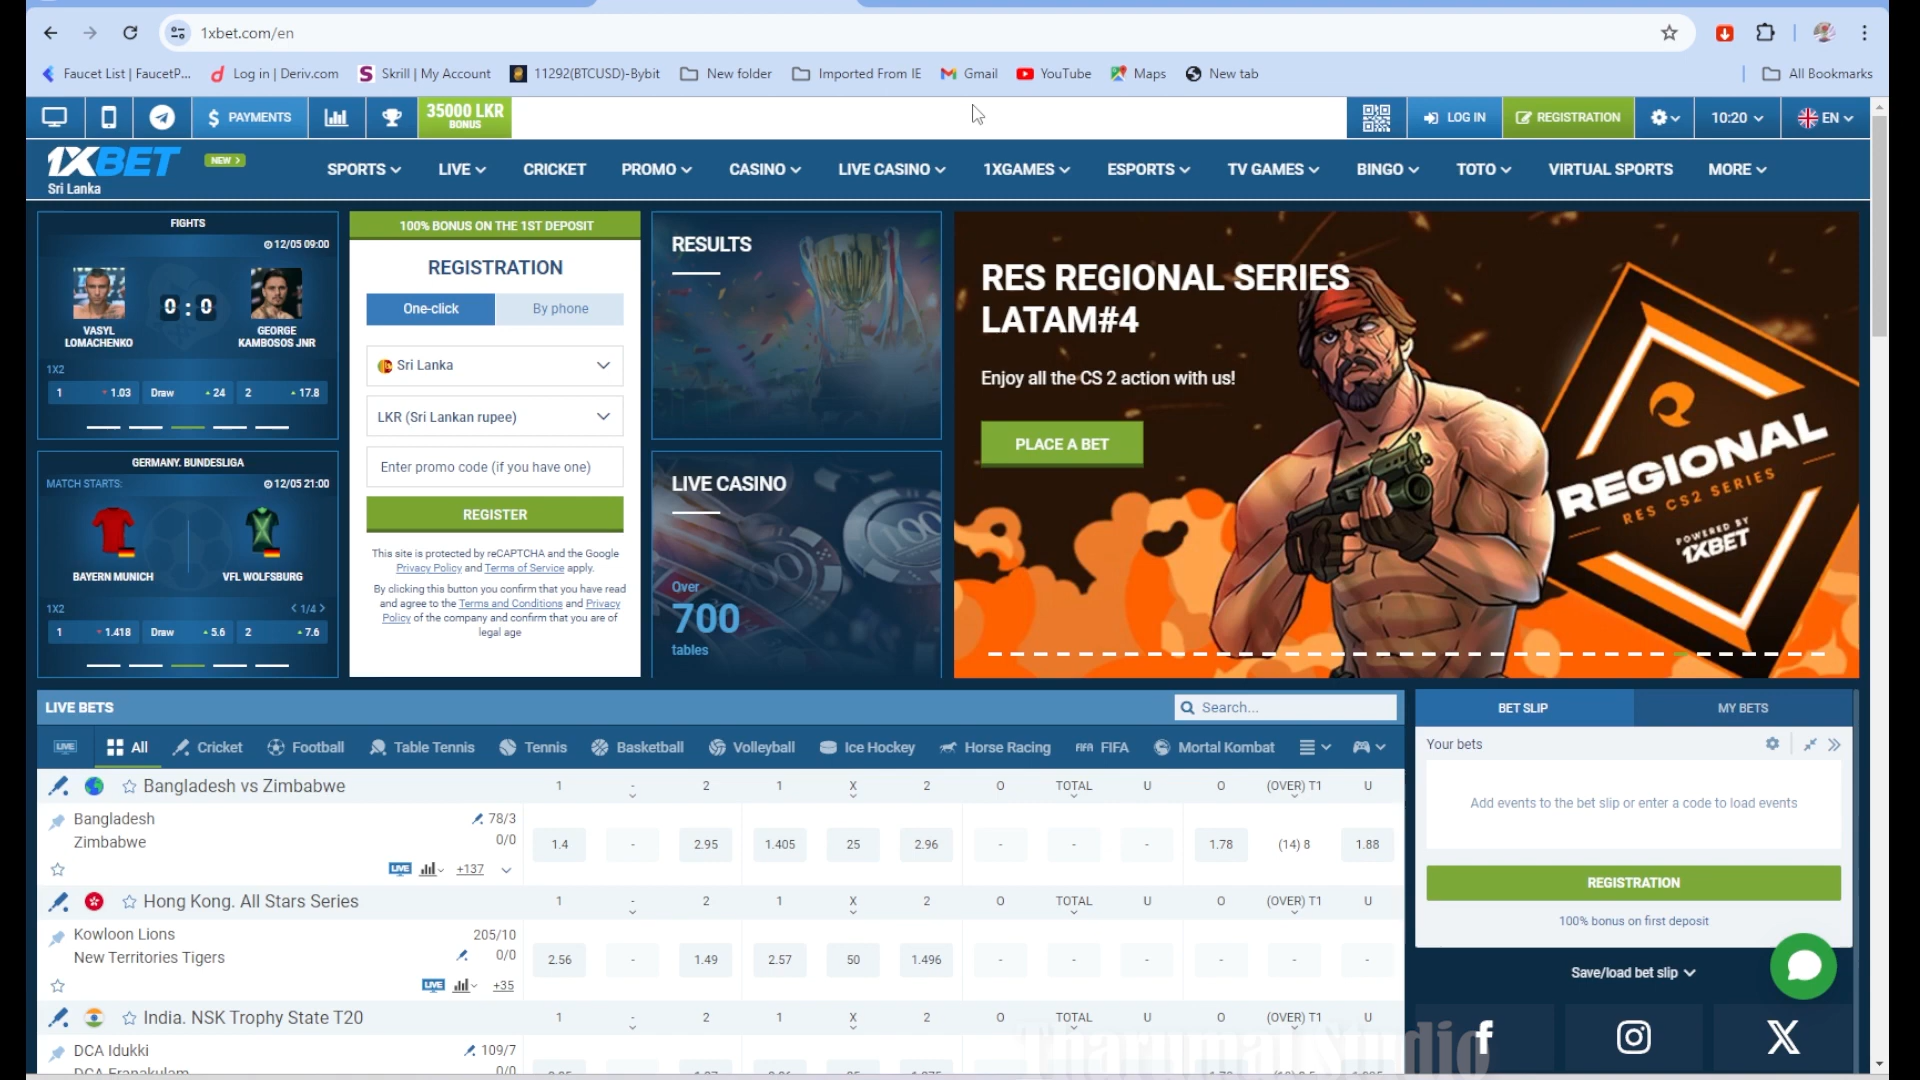 1xbet.com/en
Faucet List | FaucetP... Log in | Deriv.com Skrill | My Account 11292(BTCUSD)-Bybit New folder Imported From IE Gmail YouTube Maps New tab All Bookmarks
$ PAYMENTS 35000 LKR BONUS LOG IN REGISTRATION 10:20 EN
1XBET NEW >
Sri Lanka
SPORTS LIVE CRICKET PROMO CASINO LIVE CASINO 1XGAMES ESPORTS TV GAMES BINGO TOTO VIRTUAL SPORTS MORE
FIGHTS
12/05 09:00
0 : 0
VASYL LOMACHENKO
GEORGE KAMBOSOS JNR
1X2
1 1.03 Draw 24 2 17.8
GERMANY. BUNDESLIGA
MATCH STARTS: 12/05 21:00
BAYERN MUNICH VFL WOLFSBURG
1X2 < 1/4 >
1 1.418 Draw 5.6 2 7.6
100% BONUS ON THE 1ST DEPOSIT
REGISTRATION
One-click By phone
Sri Lanka
LKR (Sri Lankan rupee)
Enter promo code (if you have one)
REGISTER
This site is protected by reCAPTCHA and the Google
Privacy Policy and Terms of Service apply.
By clicking this button you confirm that you have read
and agree to the Terms and Conditions and Privacy
Policy of the company and confirm that you are of
legal age
RESULTS
LIVE CASINO
100
Over
700
tables
RES REGIONAL SERIES
LATAM#4
Enjoy all the CS 2 action with us!
PLACE A BET
REGIONAL
RES CS2 SERIES
POWERED BY
1XBET
LIVE BETS Search...
LIVE All Cricket Football Table Tennis Tennis Basketball Volleyball Ice Hockey Horse Racing FIFA FIFA Mortal Kombat
Bangladesh vs Zimbabwe 1 - 2 1 X 2 O TOTAL U O (OVER) T1 U
Bangladesh 78/3
Zimbabwe 0/0
1.4 - 2.95 1.405 25 2.96 - - - 1.78 (14) 8 1.88
LIVE +137
Hong Kong. All Stars Series 1 - 2 1 X 2 O TOTAL U O (OVER) T1 U
Kowloon Lions 205/10
New Territories Tigers 0/0
2.56 - 1.49 2.57 50 1.496 - - - - - -
LIVE +35
India. NSK Trophy State T20 1 - 2 1 X 2 O TOTAL U O (OVER) T1 U
DCA Idukki 109/7
BET SLIP MY BETS
Your bets
Add events to the bet slip or enter a code to load events
REGISTRATION
100% bonus on first deposit
Save/load bet slip